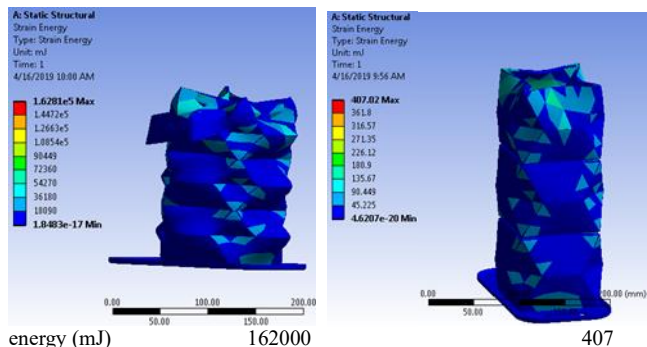 A: Static Structural
Strain Energy
Type: Strain Energy
Unit: mJ
Time: 1
4/16/2019 10:00 AM
1.6281e5 Max
1.4472e5
1.2663e5
1.0854e5
90449
72360
54270
36180
18090
1.8483e-17 Min
0.00 100.00 200.00
50.00 150.00
A: Static Structural
Strain Energy
Type: Strain Energy
Unit: mJ
Time: 1
4/16/2019 9:56 AM
407.02 Max
361.8
316.57
271.35
226.12
180.9
135.67
90.449
45.225
4.6207e-20 Min
0.00 100.00 200.00 (mm)
50.00 150.00
energy (mJ) 162000 407